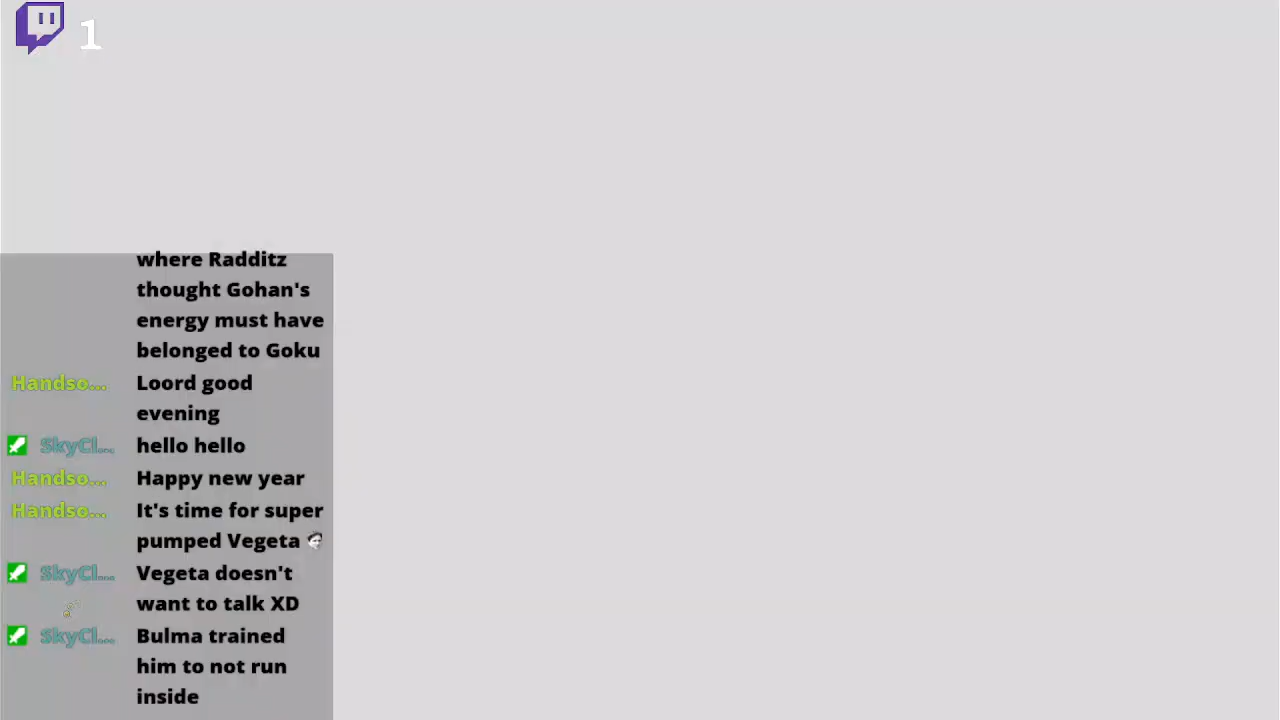 1
where Radditz
thought Gohan's
energy must have
belonged to Goku
Handso... Loord good
evening
SkyCl... hello hello
Handso... Happy new year
Handso... It's time for super
pumped Vegeta
SkyCl... Vegeta doesn't
want to talk XD
SkyCl... Bulma trained
him to not run
inside